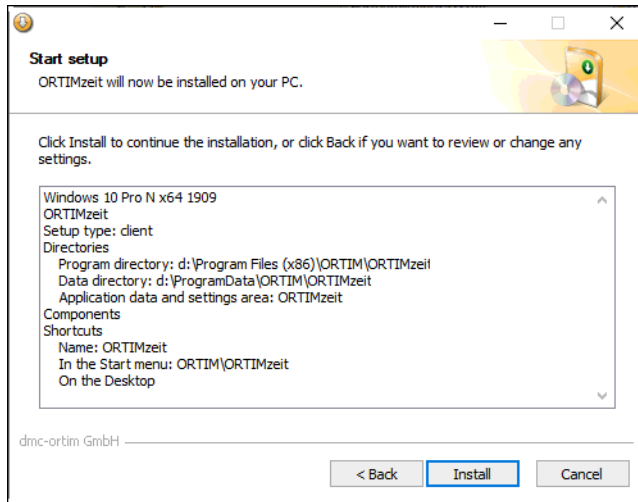 Start setup
ORTIMzeit will now be installed on your PC.
Click Install to continue the installation, or click Back if you want to review or change any
settings.
Windows 10 Pro N x64 1909
ORTIMzeit
Setup type: client
Directories
Program directory: d:\Program Files (x86)\ORTIM\ORTIMzeit
Data directory: d:\ProgramData\ORTIM\ORTIMzeit
Application data and settings area: ORTIMzeit
Components
Shortcuts
Name: ORTIMzeit
In the Start menu: ORTIM\ORTIMzeit
On the Desktop
dmc-ortim GmbH
< Back Install Cancel